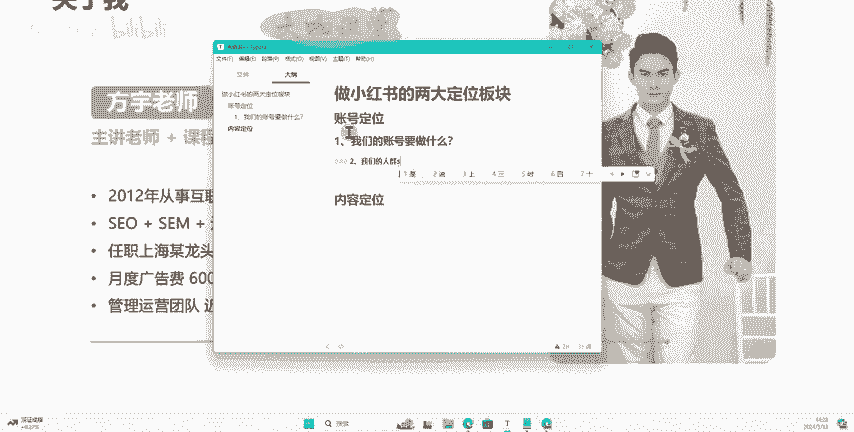 关于我
bilibili
方宇老师
主讲老师 + 课程
2012年从事互联
SEO + SEM +
任职上海某龙头
月度广告费 600
管理运营团队 近
文件(F) 编辑(E) 段落(P) 格式(O) 视图(V) 主题(T) 帮助(H)
文件 大纲
做小红书的两大定位板块
账号定位
1、我们的账号要做什么?
内容定位
做小红书的两大定位板块
账号定位
1、我们的账号要做什么?
### 2、我们的人群s
1 是 2 说 3 上 4 三 5 时 6 四 7 十
内容定位
搜索